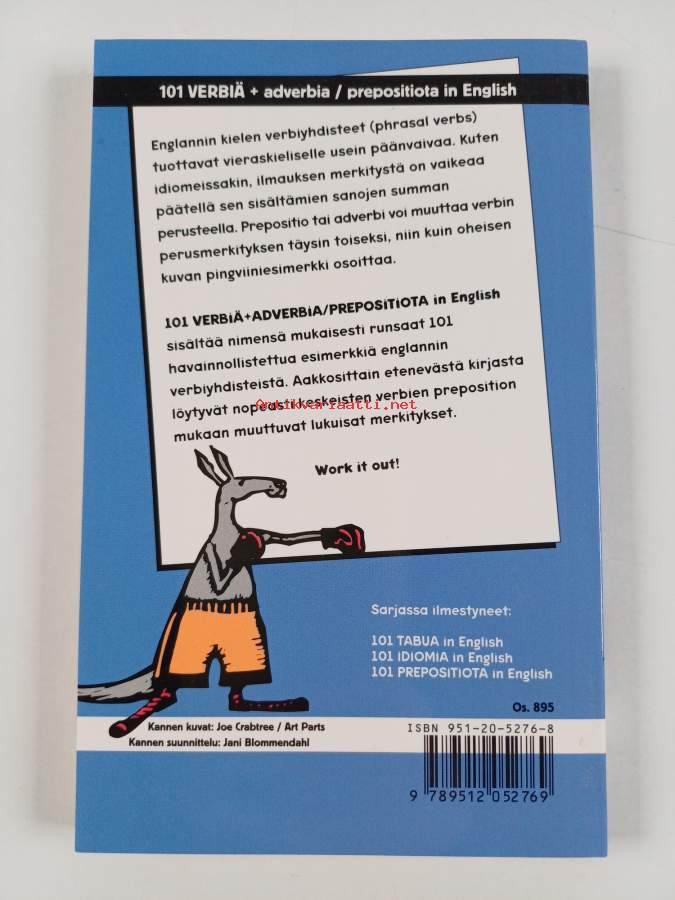 101 VERBIÄ + adverbia / prepositiota in English
Englannin kielen verbiyhdisteet (phrasal verbs)
tuottavat vieraskieliselle usein päänvaivaa. Kuten
idiomeissakin, ilmauksen merkitystä on vaikeaa
päätellä sen sisältämien sanojen summan
perusteella. Prepositio tai adverbi voi muuttaa verbin
perusmerkityksen täysin toiseksi, niin kuin oheisen
kuvan pingviiniesimerkki osoittaa.
101 VERBIÄ+ADVERBIA/PREPOSITIOTA in English
sisältää nimensä mukaisesti runsaat 101
havainnollistettua esimerkkiä englannin
verbiyhdisteistä. Aakkosittain etenevästä kirjasta
löytyvät nopeasti keskeisten verbien preposition
Antikvariaatti.net
mukaan muuttuvat lukuisat merkitykset.
Work it out!
Sarjassa ilmestyneet:
101 TABUA in English
101 IDIOMIA in English
101 PREPOSITIOTA in English
Os. 895
Kannen kuvat: Joe Crabtree / Art Parts
Kannen suunnittelu: Jani Blommendahl
ISBN 951-20-5276-8
9 789512 052769